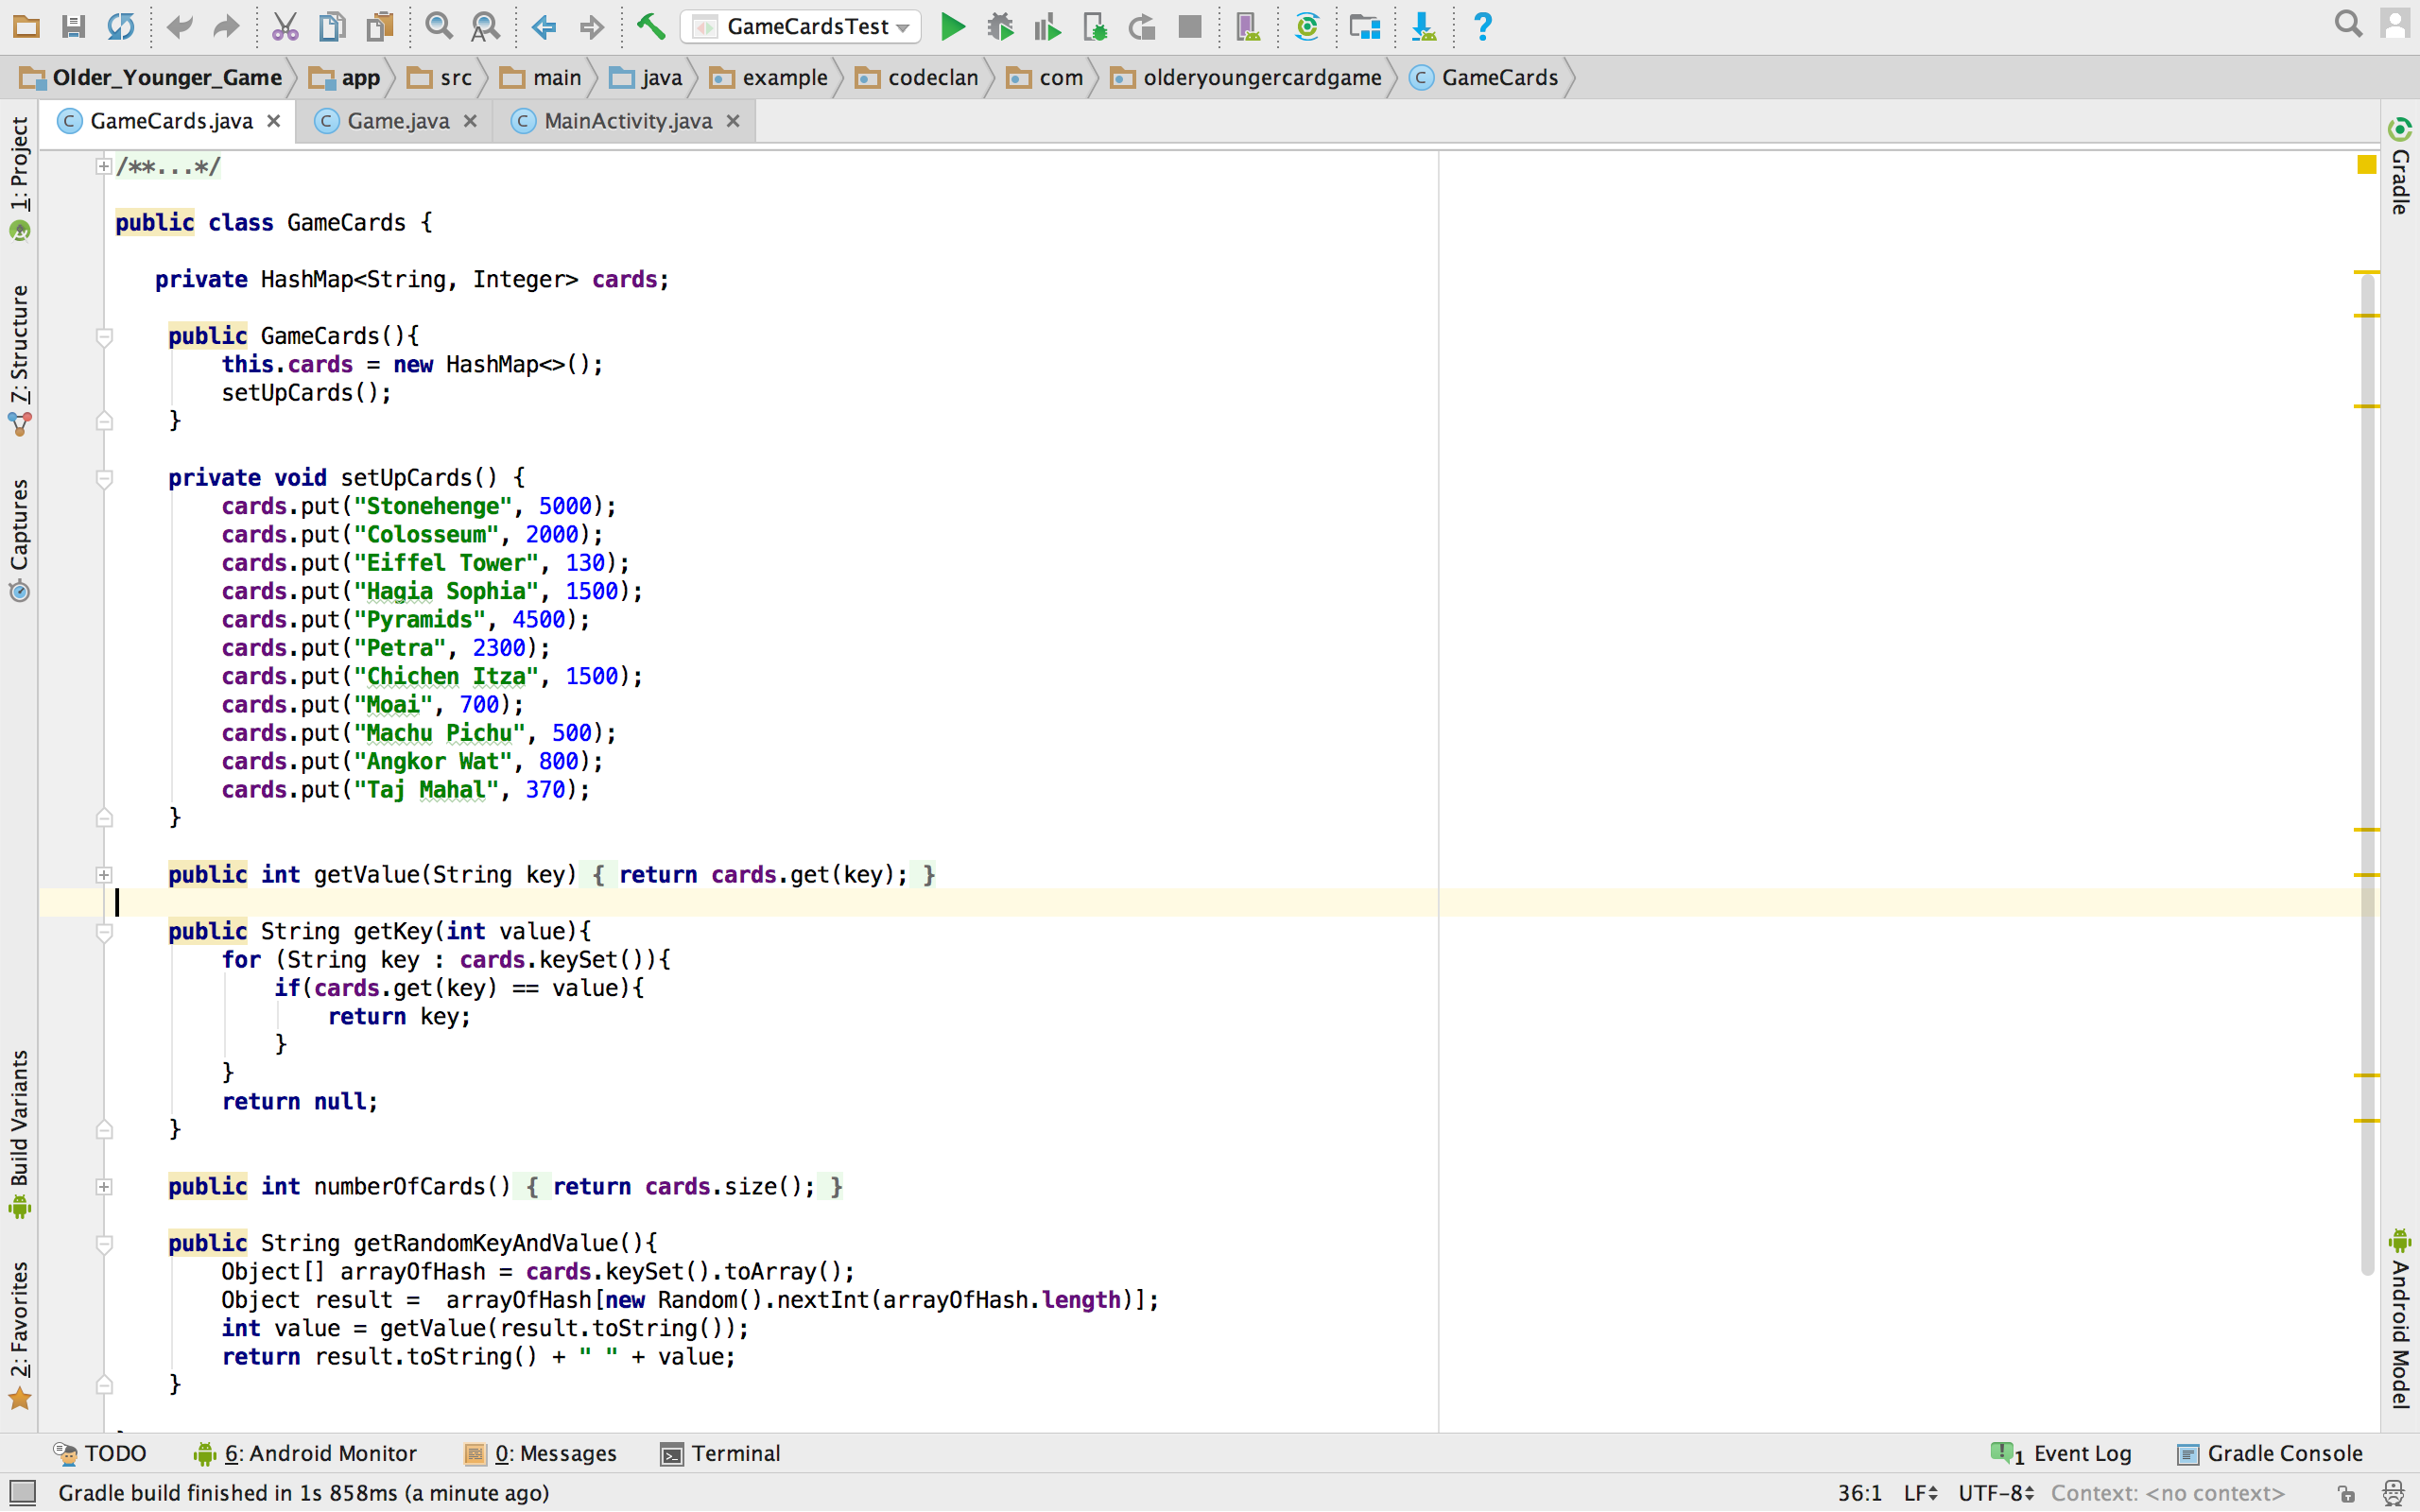 GameCardsTest
Older_Younger_Game app src main java example codeclan com olderyoungercardgame GameCards
GameCards.java Game.java MainActivity.java
1: Project
7: Structure
Captures
Build Variants
2: Favorites
/**...*/
public class GameCards {
private HashMap<String, Integer> cards;
public GameCards(){
this.cards = new HashMap<>();
setUpCards();
}
private void setUpCards() {
cards.put("Stonehenge", 5000);
cards.put("Colosseum", 2000);
cards.put("Eiffel Tower", 130);
cards.put("Hagia Sophia", 1500);
cards.put("Pyramids", 4500);
cards.put("Petra", 2300);
cards.put("Chichen Itza", 1500);
cards.put("Moai", 700);
cards.put("Machu Pichu", 500);
cards.put("Angkor Wat", 800);
cards.put("Taj Mahal", 370);
}
public int getValue(String key) { return cards.get(key); }
public String getKey(int value){
for (String key : cards.keySet()){
if(cards.get(key) == value){
return key;
}
}
return null;
}
public int numberOfCards() { return cards.size(); }
public String getRandomKeyAndValue(){
Object[] arrayOfHash = cards.keySet().toArray();
Object result =  arrayOfHash[new Random().nextInt(arrayOfHash.length)];
int value = getValue(result.toString());
return result.toString() + " " + value;
}
Gradle
Android Model
TODO 6: Android Monitor 0: Messages Terminal 1 Event Log Gradle Console
Gradle build finished in 1s 858ms (a minute ago) 36:1 LF UTF-8 Context: <no context>